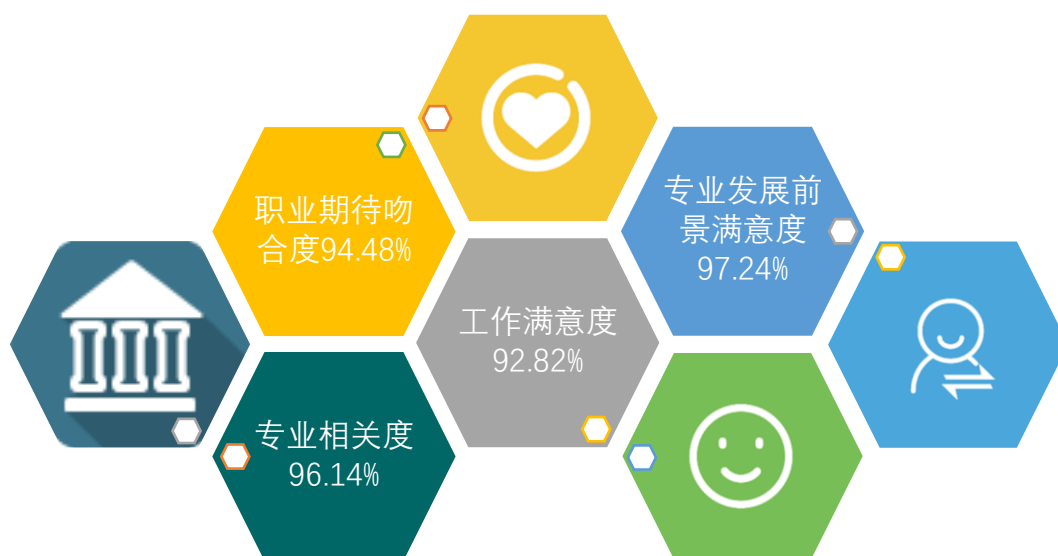 职业期待吻
合度94.48%
专业发展前
景满意度
97.24%
工作满意度
92.82%
专业相关度
96.14%